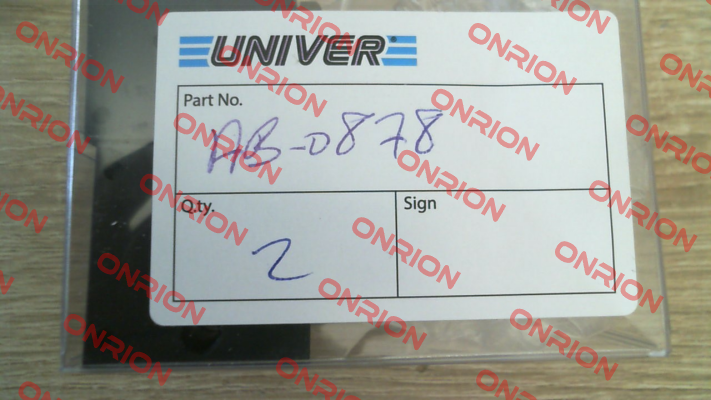 UNIVER
Part No.
AB-0878
Q.ty.
Sign
2
ONRION